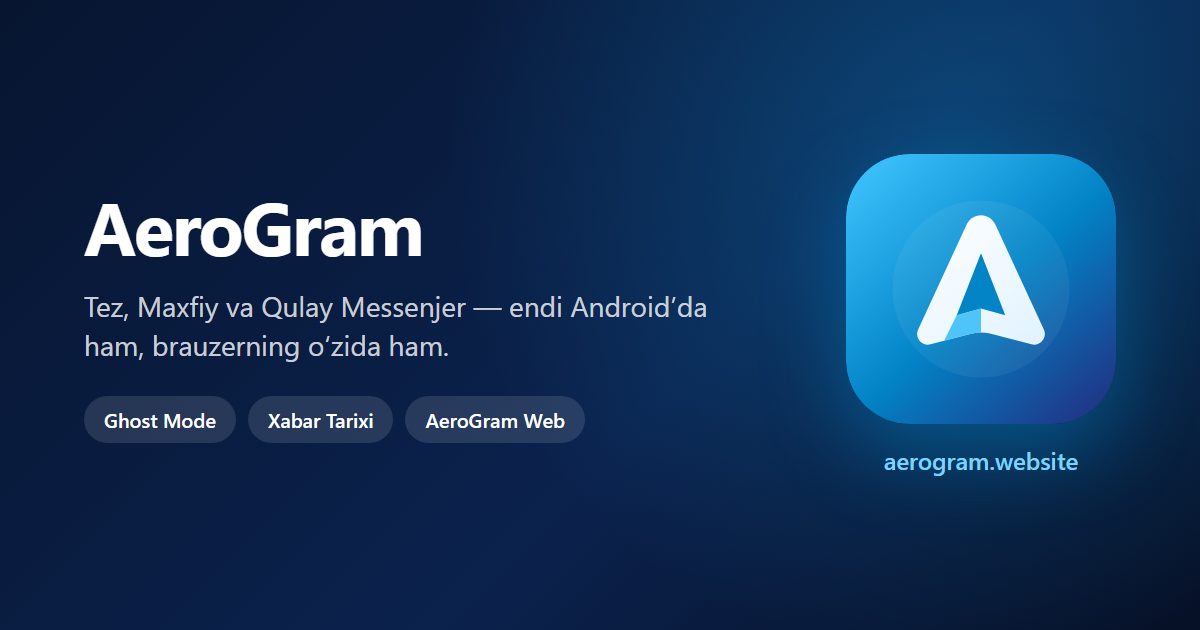 AeroGram
Tez, Maxfiy va Qulay Messenjer — endi Android’da
ham, brauzerning o‘zida ham.
Ghost Mode
Xabar Tarixi
AeroGram Web
aerogram.website